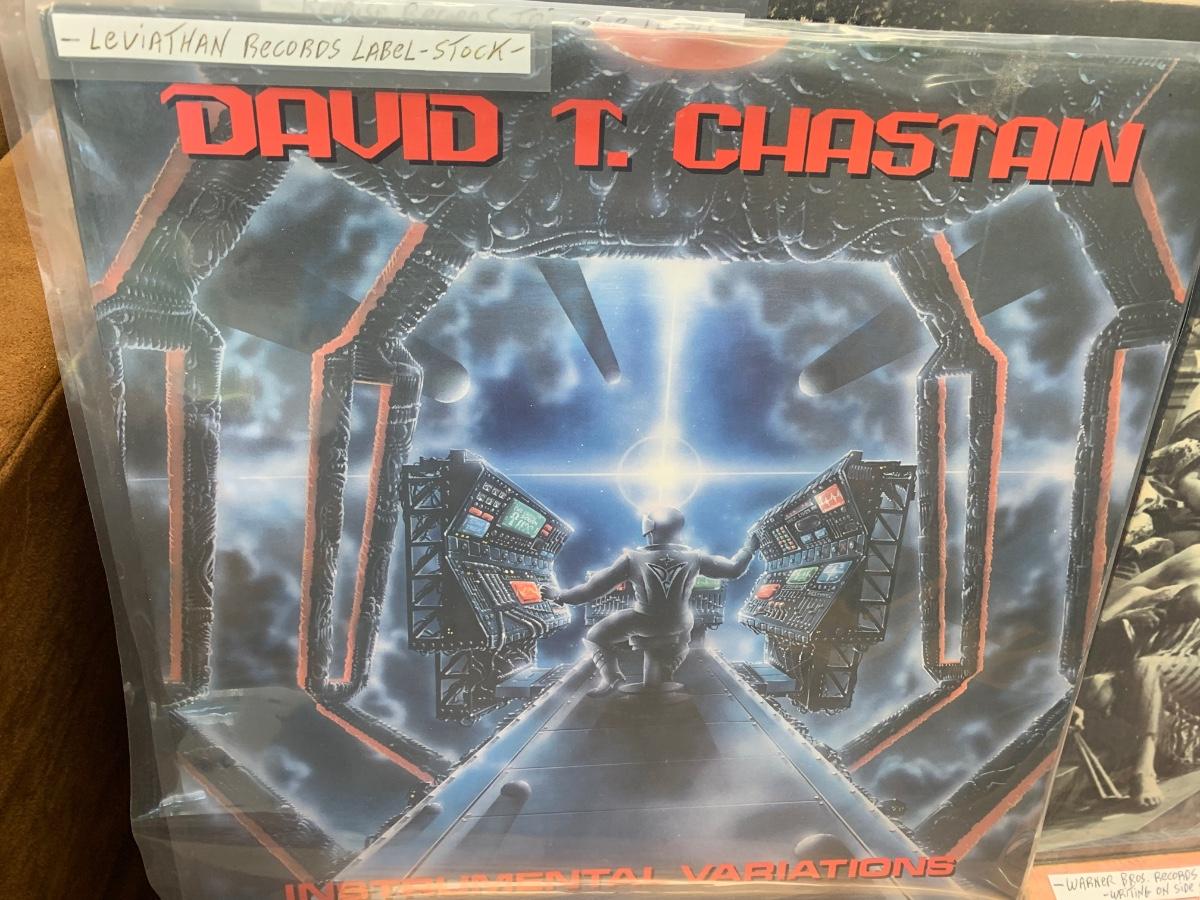 - LEVIATHAN RECORDS LABEL-STOCK -
DAVID T. CHASTAIN
INSTRUMENTAL VARIATIONS
- WARNER BROS. RECORDS
- WRITING ON SIDE